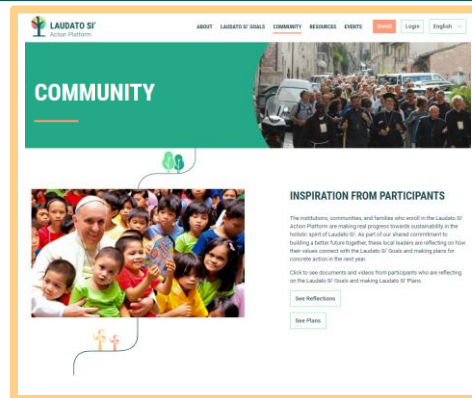 LAUDATO SI'
Action Platform
ABOUT LAUDATO SI' GOALS COMMUNITY RESOURCES EVENTS Enroll Login English
COMMUNITY
INSPIRATION FROM PARTICIPANTS
The institutions, communities, and families who enroll in the Laudato Si'
Action Platform are making real progress towards sustainability in the
holistic spirit of Laudato Si'. As part of our shared commitment to
building a better future together, these local leaders are reflecting on how
their values connect with the Laudato Si' Goals and making plans for
concrete action in the next year.
Click to see documents and videos from participants who are reflecting
on the Laudato Si' Goals and making Laudato Si' Plans.
See Reflections
See Plans